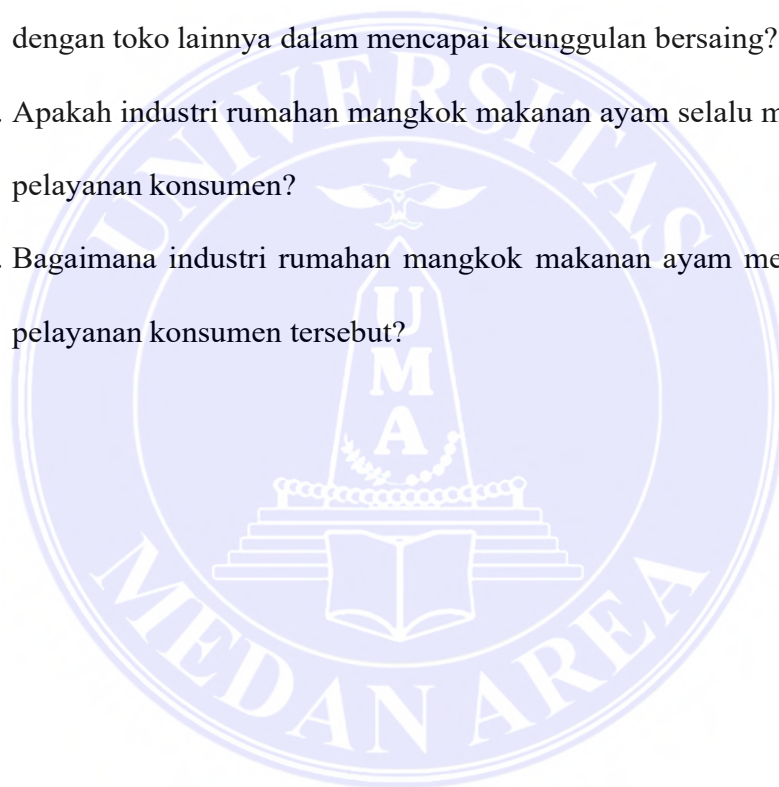 dengan toko lainnya dalam mencapai keunggulan bersaing?
. Apakah industri rumahan mangkok makanan ayam selalu
pelayanan konsumen?
. Bagaimana industri rumahan mangkok makanan ayam
pelayanan konsumen tersebut?
UNIVERSITAS
UMA
MEDAN AREA